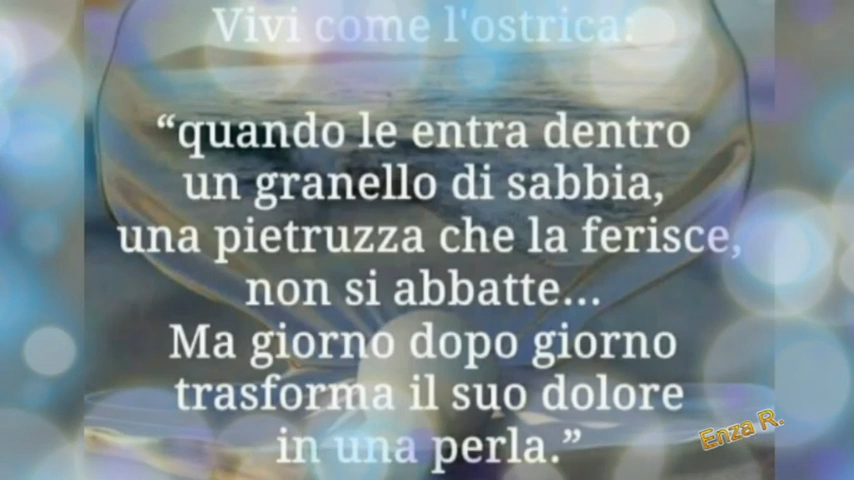 Vivi come l'ostrica:
“quando le entra dentro
un granello di sabbia,
una pietruzza che la ferisce,
non si abbatte...
Ma giorno dopo giorno
trasforma il suo dolore
in una perla.”
Enza R.